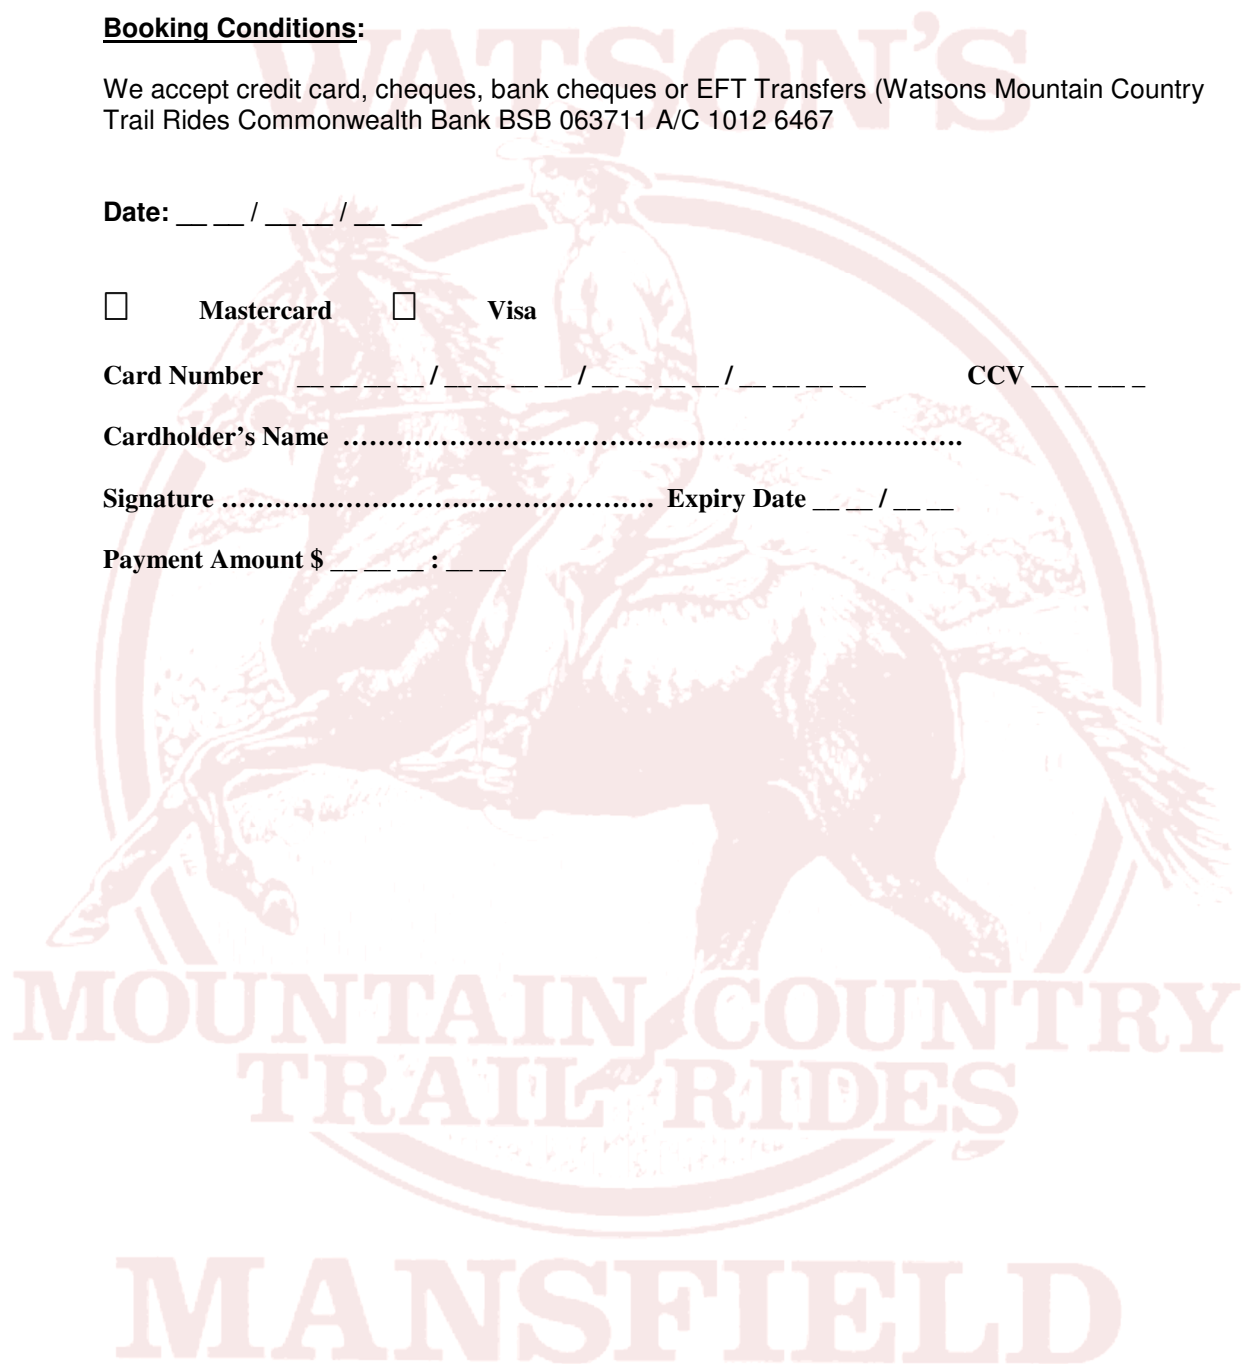 WATSON'S
Booking Conditions:
We accept credit card, cheques, bank cheques or EFT Transfers (Watsons Mountain Country
Trail Rides Commonwealth Bank BSB 063711 A/C 1012 6467
Date: __ __ / __ __ / __ __
☐ Mastercard ☐ Visa
Card Number __ __ __ __ / __ __ __ __ / __ __ __ __ / __ __ __ __ CCV __ __ __ _
Cardholder's Name ……………………………………………………………..
Signature …………………………………………. Expiry Date __ __ / __ __
Payment Amount $ __ __ __ : __ __
MOUNTAIN COUNTRY
TRAIL RIDES
MANSFIELD